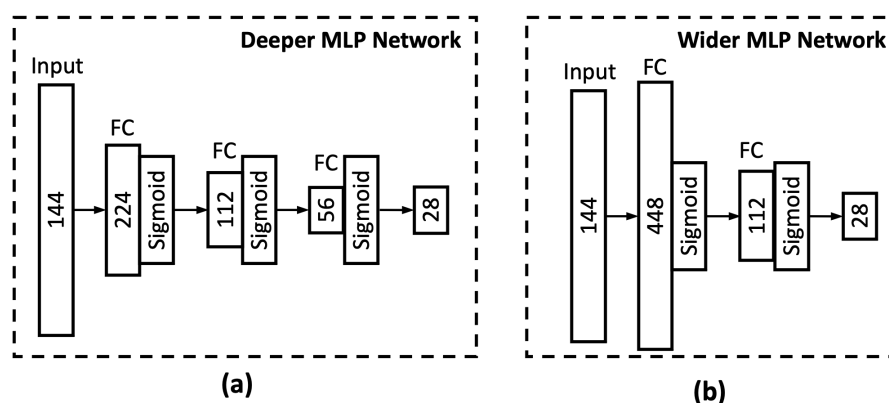 Deeper MLP Network
Input
FC
FC
FC
144
224
Sigmoid
112
Sigmoid
56
Sigmoid
28
(a)
Wider MLP Network
Input
FC
FC
144
448
Sigmoid
112
Sigmoid
28
(b)